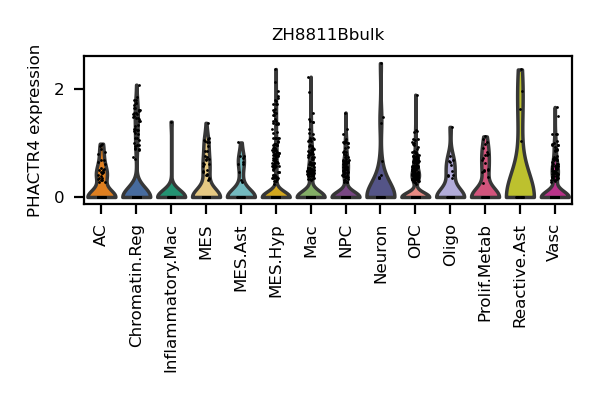 ZH8811Bbulk
PHACTR4 expression
2
0
AC
Chromatin.Reg
Inflammatory.Mac
MES
MES.Ast
MES.Hyp
Mac
NPC
Neuron
OPC
Oligo
Prolif.Metab
Reactive.Ast
Vasc